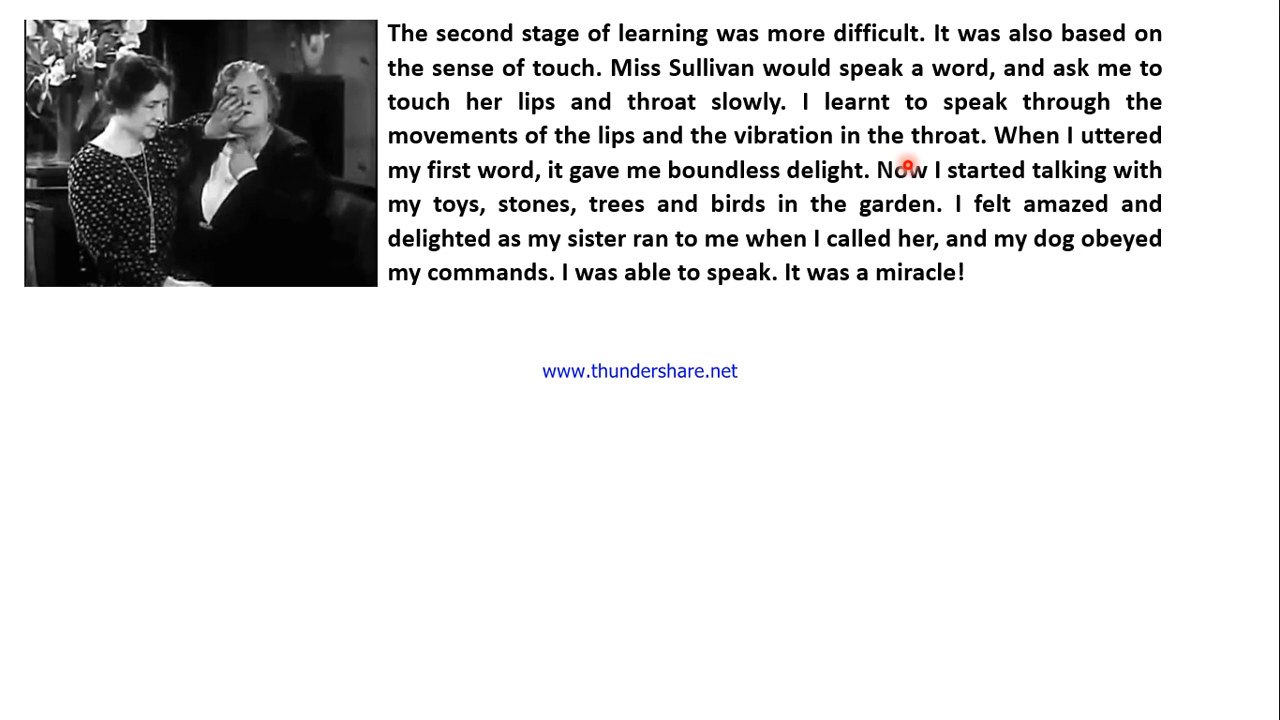 The second stage of learning was more difficult. It was also based on
the sense of touch. Miss Sullivan would speak a word, and ask me to
touch her lips and throat slowly. I learnt to speak through the
movements of the lips and the vibration in the throat. When I uttered
my first word, it gave me boundless delight. Now I started talking with
my toys, stones, trees and birds in the garden. I felt amazed and
delighted as my sister ran to me when I called her, and my dog obeyed
my commands. I was able to speak. It was a miracle!
www.thundershare.net